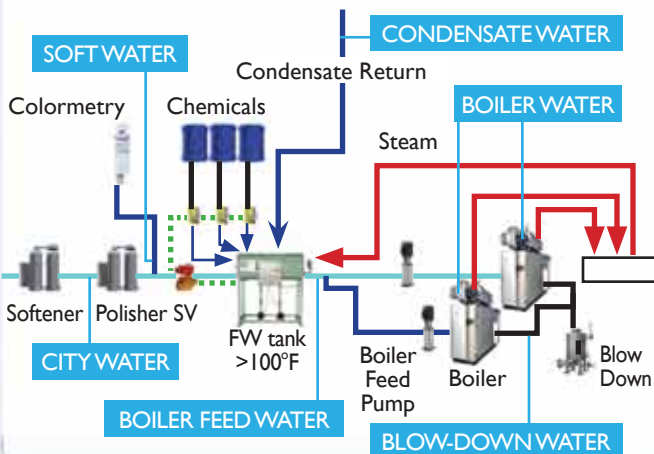 CONDENSATE WATER
SOFT WATER
Condensate Return
Colormetry
Chemicals
BOILER WATER
Steam
Softener
Polisher SV
FW tank
>100°F
CITY WATER
Boiler
Feed
Pump
Boiler
Blow
Down
BOILER FEED WATER
BLOW-DOWN WATER